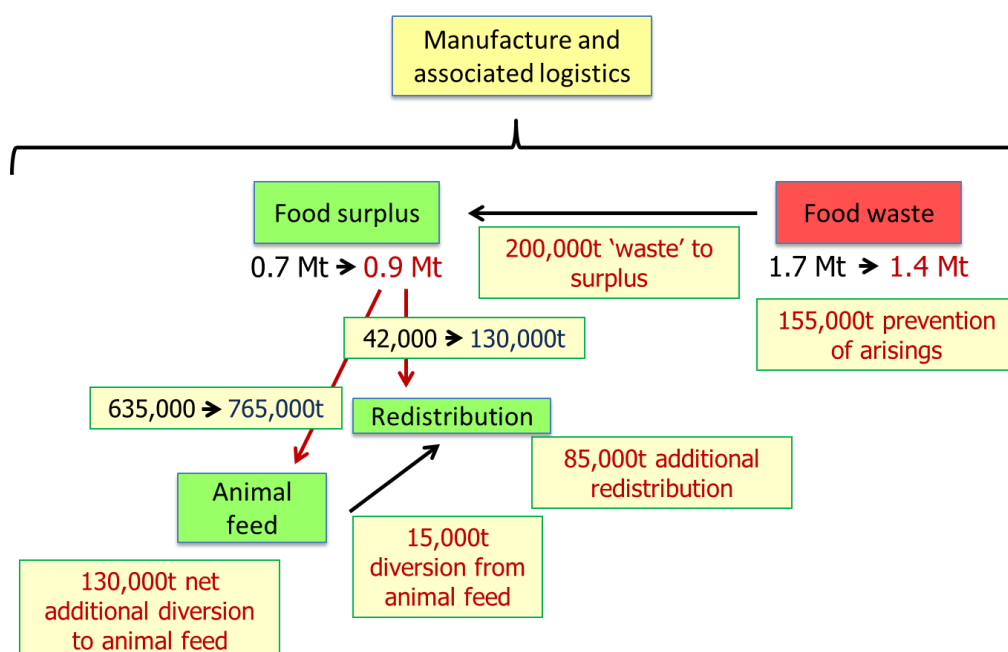 Manufacture and
associated logistics
Food surplus
Food waste
0.7 Mt → 0.9 Mt
200,000t ‘waste’ to
surplus
1.7 Mt → 1.4 Mt
155,000t prevention
of arisings
42,000 → 130,000t
635,000 → 765,000t
Redistribution
85,000t additional
redistribution
Animal
feed
15,000t
diversion from
animal feed
130,000t net
additional diversion
to animal feed